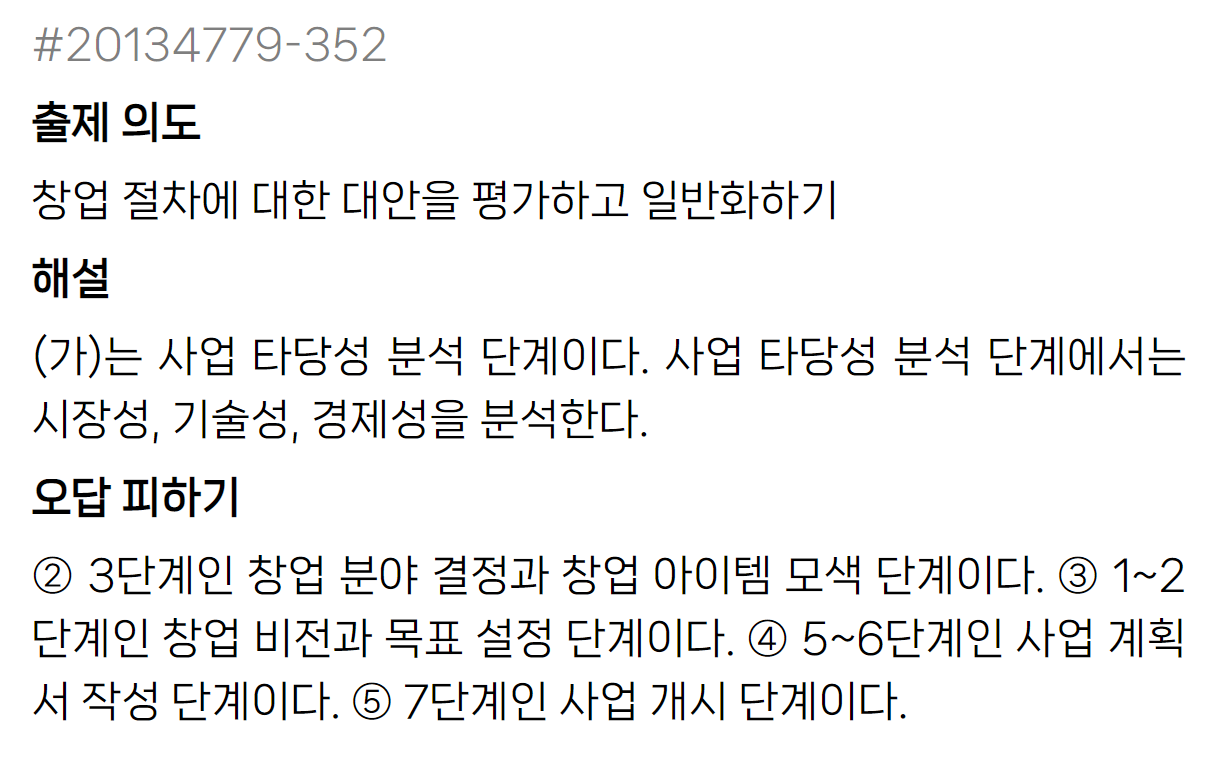 #20134779-352
출제 의도
창업 절차에 대한 대안을 평가하고 일반화하기
해설
(가)는 사업 타당성 분석 단계이다. 사업 타당성 분석 단계에서는
시장성, 기술성, 경제성을 분석한다.
오답 피하기
② 3단계인 창업 분야 결정과 창업 아이템 모색 단계이다. ③ 1~2
단계인 창업 비전과 목표 설정 단계이다. ④ 5~6단계인 사업 계획
서 작성 단계이다. ⑤ 7단계인 사업 개시 단계이다.